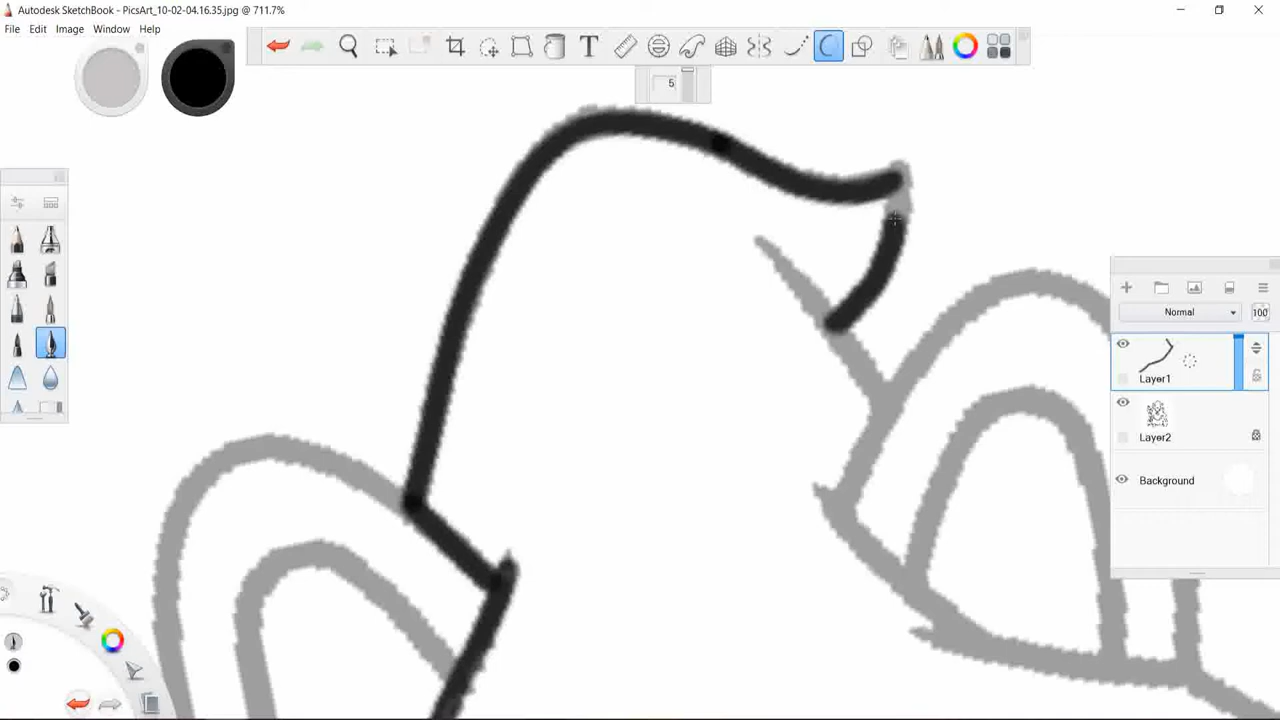 Autodesk SketchBook - PicsArt_10-02-04.16.35.jpg @ 711.7%
File Edit Image Window Help
T
5
Normal
100
Layer1
Layer2
Background